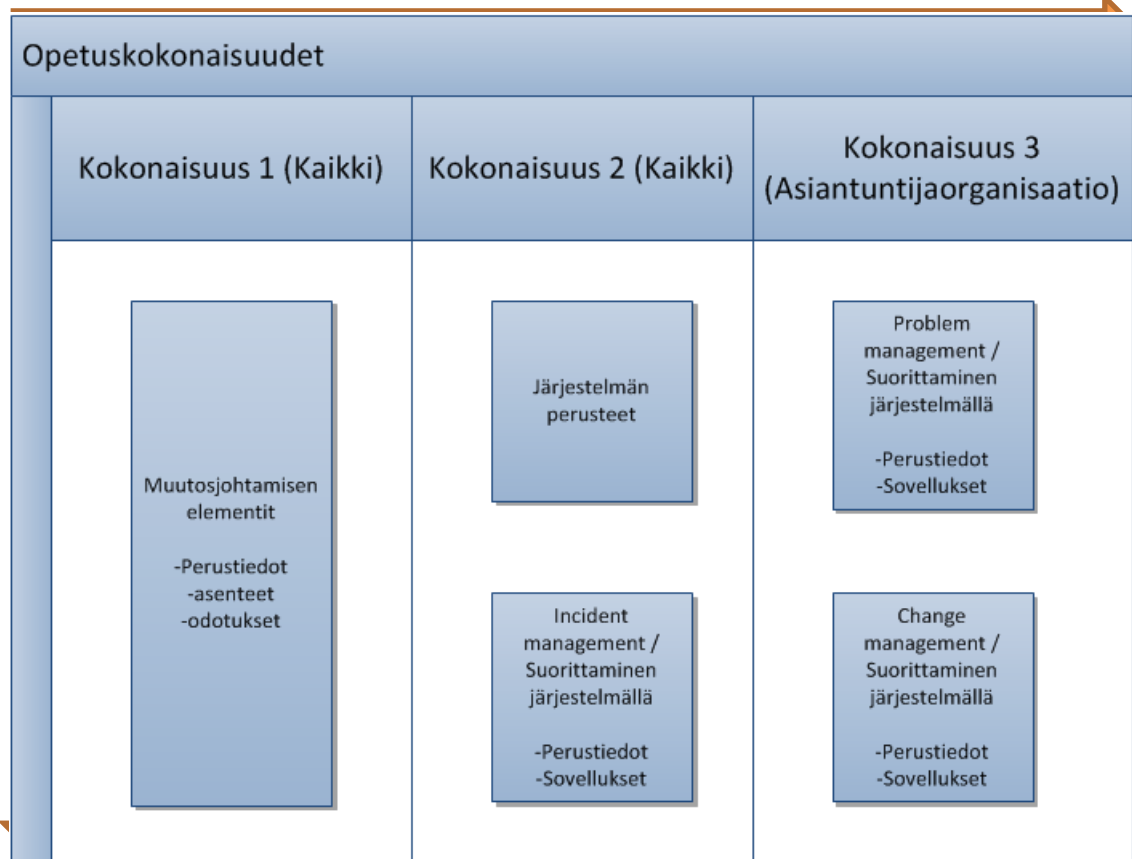 Opetuskokonaisuudet
Kokonaisuus 1 (Kaikki)
Kokonaisuus 2 (Kaikki)
Kokonaisuus 3
(Asiantuntijaorganisaatio)
Muutosjohtamisen
elementit
-Perustiedot
-asenteet
-odotukset
Järjestelmän
perusteet
Incident
management /
Suorittaminen
järjestelmällä
-Perustiedot
-Sovellukset
Problem
management /
Suorittaminen
järjestelmällä
-Perustiedot
-Sovellukset
Change
management /
Suorittaminen
järjestelmällä
-Perustiedot
-Sovellukset